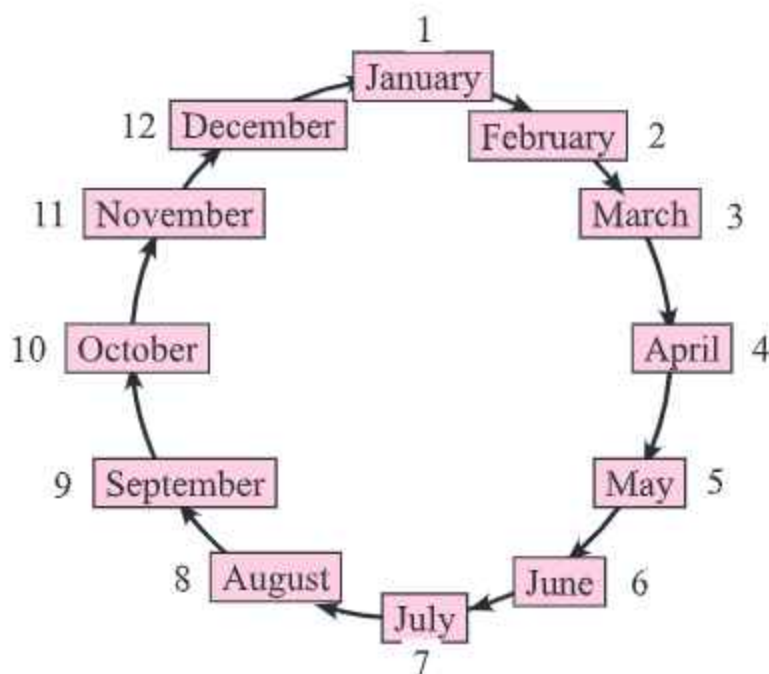 1
January
February 2
March 3
April 4
May 5
June 6
July
7
8 August
9 September
10 October
11 November
12 December